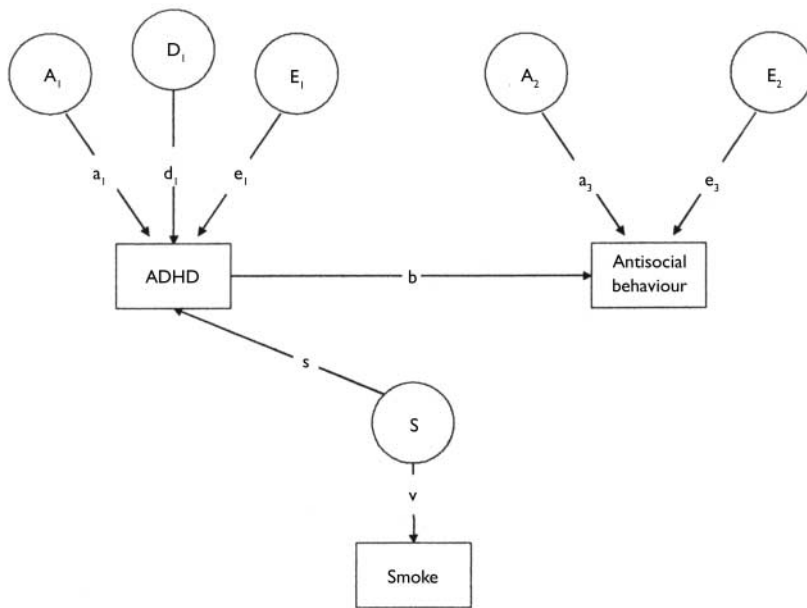 A₁ D₁ E₁ A₂ E₂
a₁ d₁ e₁ a₃ e₃
ADHD b Antisocial
behaviour
s
S
v
Smoke